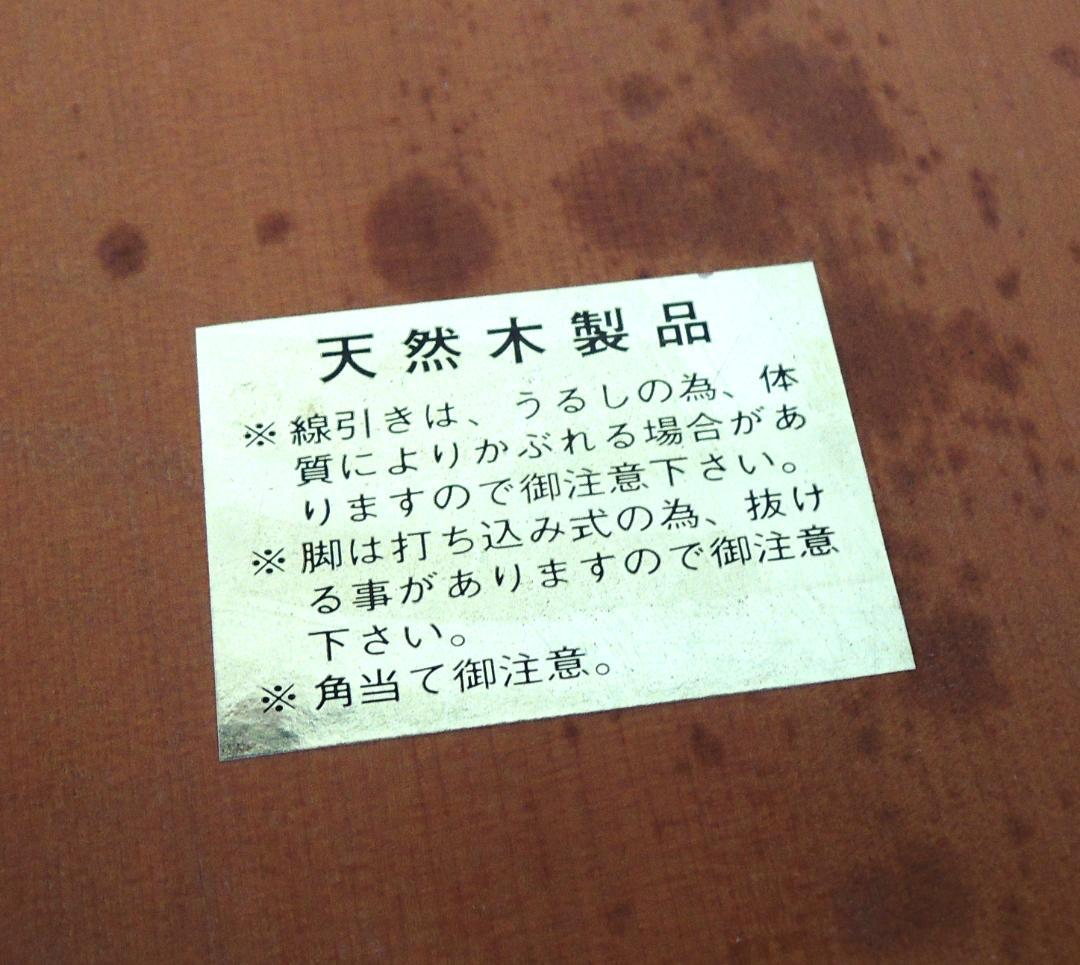 天然木製品
※線引きは、うるしの為、体
質によりかぶれる場合があ
りますので御注意下さい。
※脚は打ち込み式の為、抜け
る事がありますので御注意
下さい。
※角当て御注意。